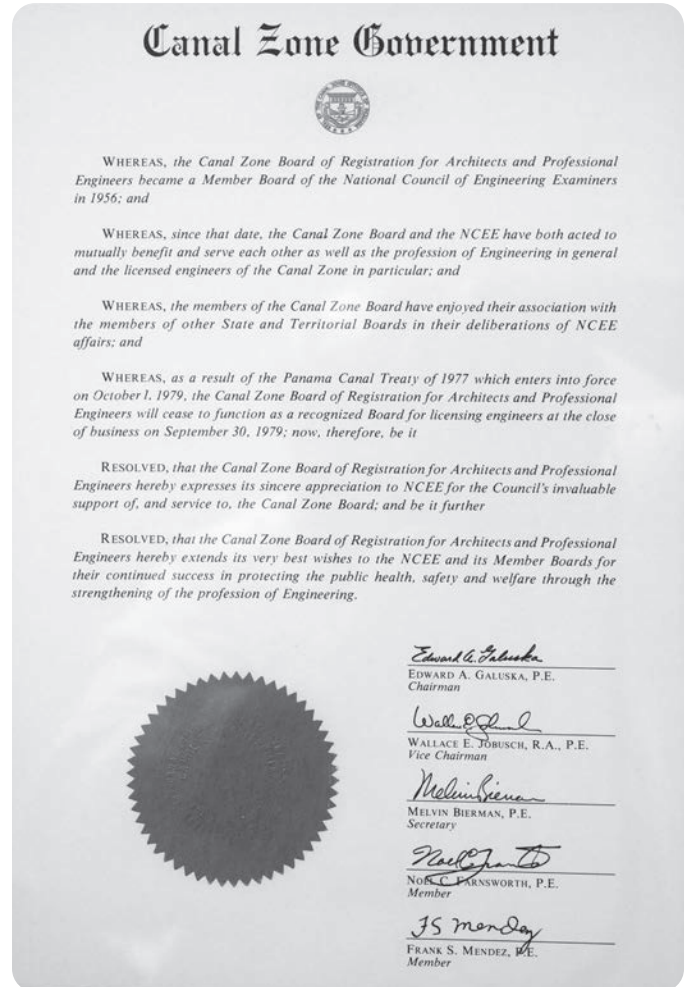 Canal Zone Government
WHEREAS, the Canal Zone Board of Registration for Architects and Professional
Engineers became a Member Board of the National Council of Engineering Examiners
in 1956; and
WHEREAS, since that date, the Canal Zone Board and the NCEE have both acted to
mutually benefit and serve each other as well as the profession of Engineering in general
and the licensed engineers of the Canal Zone in particular; and
WHEREAS, the members of the Canal Zone Board have enjoyed their association with
the members of other State and Territorial Boards in their deliberations of NCEE
affairs; and
WHEREAS, as a result of the Panama Canal Treaty of 1977 which enters into force
on October 1, 1979, the Canal Zone Board of Registration for Architects and Professional
Engineers will cease to function as a recognized Board for licensing engineers at the close
of business on September 30, 1979; now, therefore, be it
RESOLVED, that the Canal Zone Board of Registration for Architects and Professional
Engineers hereby expresses its sincere appreciation to NCEE for the Council's invaluable
support of, and service to, the Canal Zone Board; and be it further
RESOLVED, that the Canal Zone Board of Registration for Architects and Professional
Engineers hereby extends its very best wishes to the NCEE and its Member Boards for
their continued success in protecting the public health, safety and welfare through the
strengthening of the profession of Engineering.
Edward A. Galuska
EDWARD A. GALUSKA, P.E.
Chairman
WALLACE E. JOBUSCH, R.A., P.E.
Vice Chairman
Melvin Bierman
MELVIN BIERMAN, P.E.
Secretary
NOEL C. FARNSWORTH, P.E.
Member
FS Mendez
FRANK S. MENDEZ, P.E.
Member